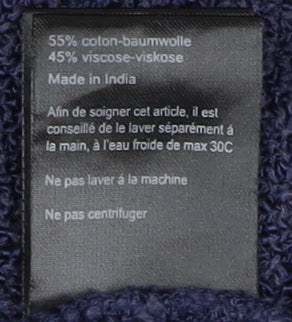 55% coton-baumwolle
45% viscose-viskose
Made in India
Afin de soigner cet article, il est
conseillé de le laver séparément á
la main, à l'eau froide de max 30C
Ne pas laver á la machine
Ne pas centrifuger